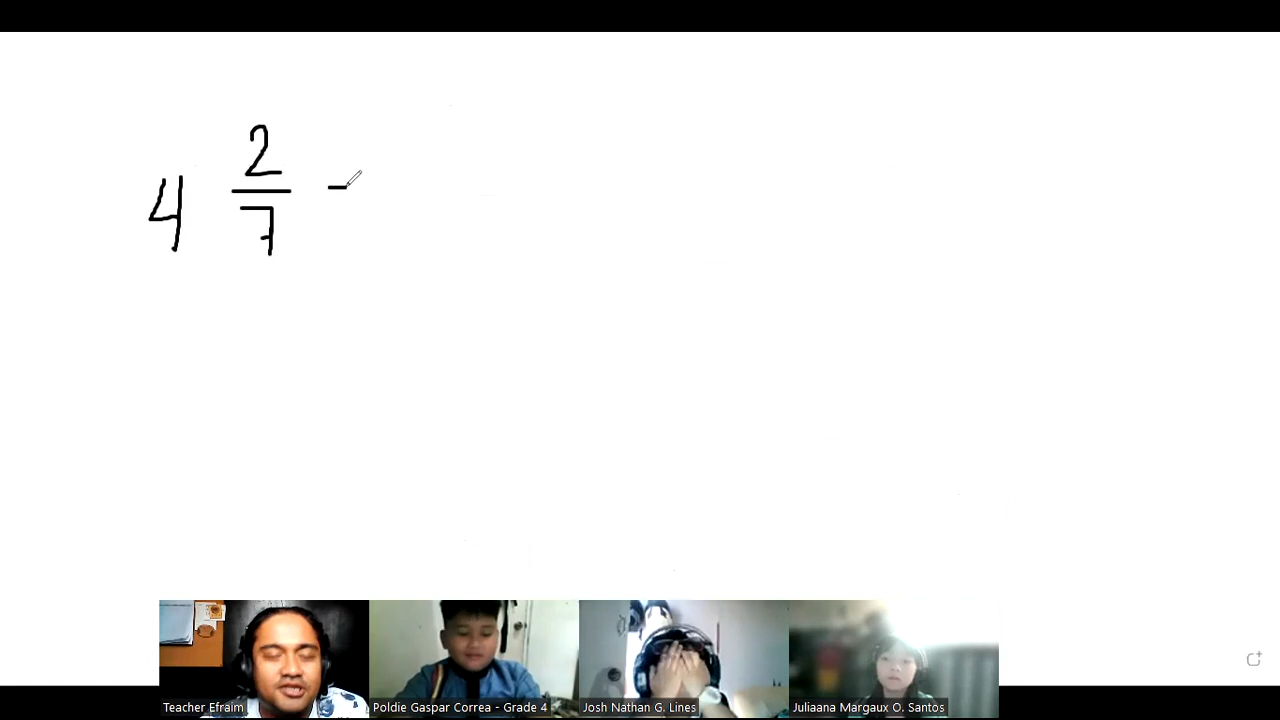 4 2/7 -
Teacher Efraim
Poldie Gaspar Correa - Grade 4
Josh Nathan G. Lines
Juliaana Margaux O. Santos